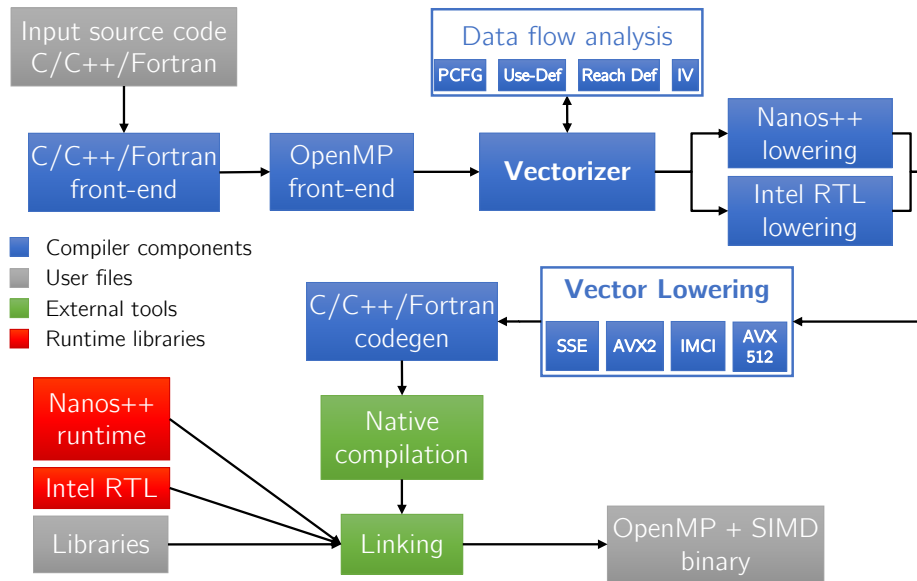 Input source code
C/C++/Fortran
Data flow analysis
PCFG
Use-Def
Reach Def
IV
C/C++/Fortran
front-end
OpenMP
front-end
Vectorizer
Nanos++
lowering
Intel RTL
lowering
Compiler components
User files
External tools
Runtime libraries
C/C++/Fortran
codegen
Vector Lowering
SSE
AVX2
IMCI
AVX
512
Nanos++
runtime
Native
compilation
Intel RTL
Libraries
Linking
OpenMP + SIMD
binary